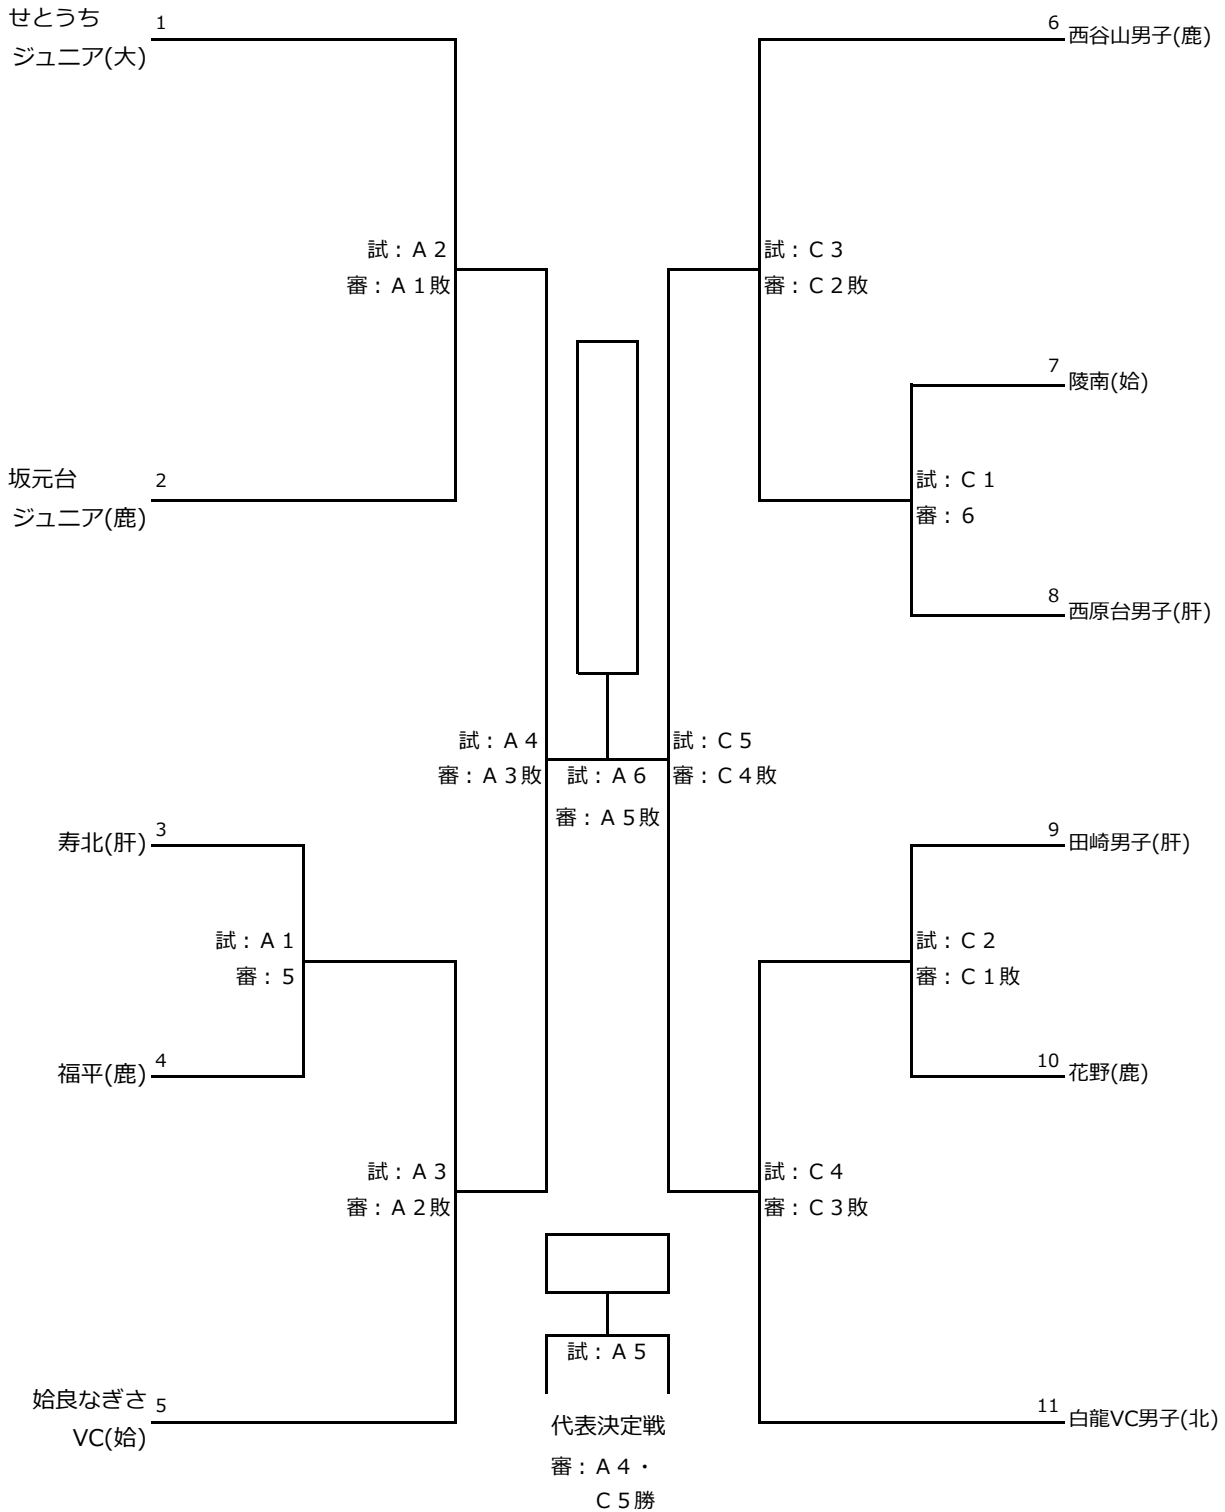 せとうち
ジュニア(大)
1
試：Ａ２
審：Ａ１敗
坂元台
ジュニア(鹿)
2
試：Ａ４
審：Ａ３敗
寿北(肝)
3
試：Ａ１
審：５
福平(鹿)
4
試：Ａ３
審：Ａ２敗
姶良なぎさ
VC(姶)
5
試：Ａ６
審：Ａ５敗
試：Ａ５
代表決定戦
審：Ａ４・
Ｃ５勝
6
西谷山男子(鹿)
試：Ｃ３
審：Ｃ２敗
7
陵南(姶)
試：Ｃ１
審：６
8
西原台男子(肝)
試：Ｃ５
審：Ｃ４敗
9
田崎男子(肝)
試：Ｃ２
審：Ｃ１敗
10
花野(鹿)
試：Ｃ４
審：Ｃ３敗
11
白龍VC男子(北)